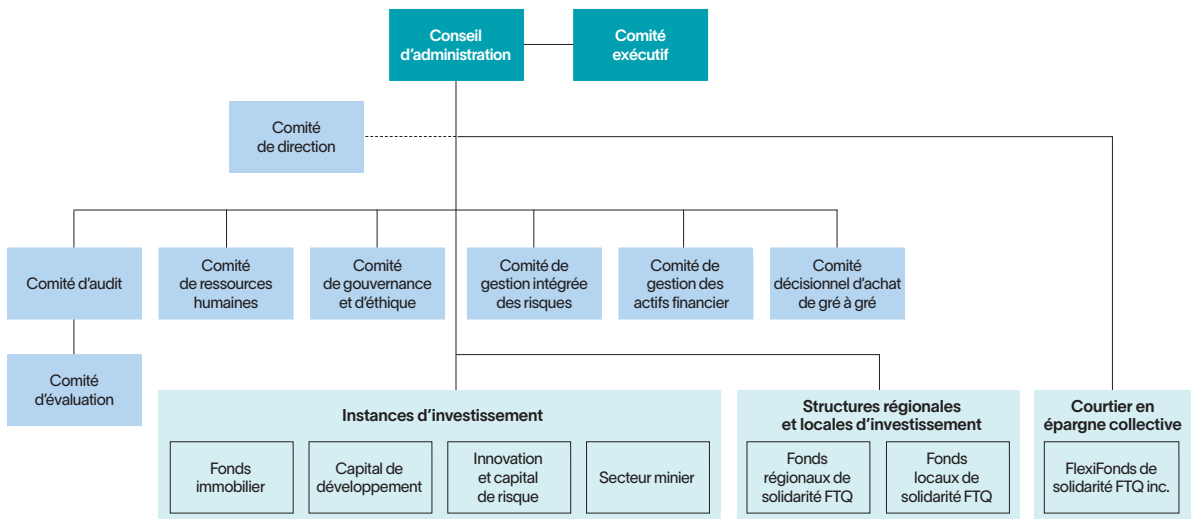 Conseil
d'administration
Comité
exécutif
Comité
de direction
Comité d'audit
Comité
de ressources
humaines
Comité
de gouvernance
et d'éthique
Comité de
gestion intégrée
des risques
Comité de
gestion des
actifs financier
Comité
décisionnel d'achat
de gré à gré
Comité
d'évaluation
Instances d'investissement
Fonds
immobilier
Capital de
développement
Innovation
et capital
de risque
Secteur minier
Structures régionales
et locales d'investissement
Fonds
régionaux de
solidarité FTQ
Fonds
locaux de
solidarité FTQ
Courtier en
épargne collective
FlexiFonds de
solidarité FTQ inc.